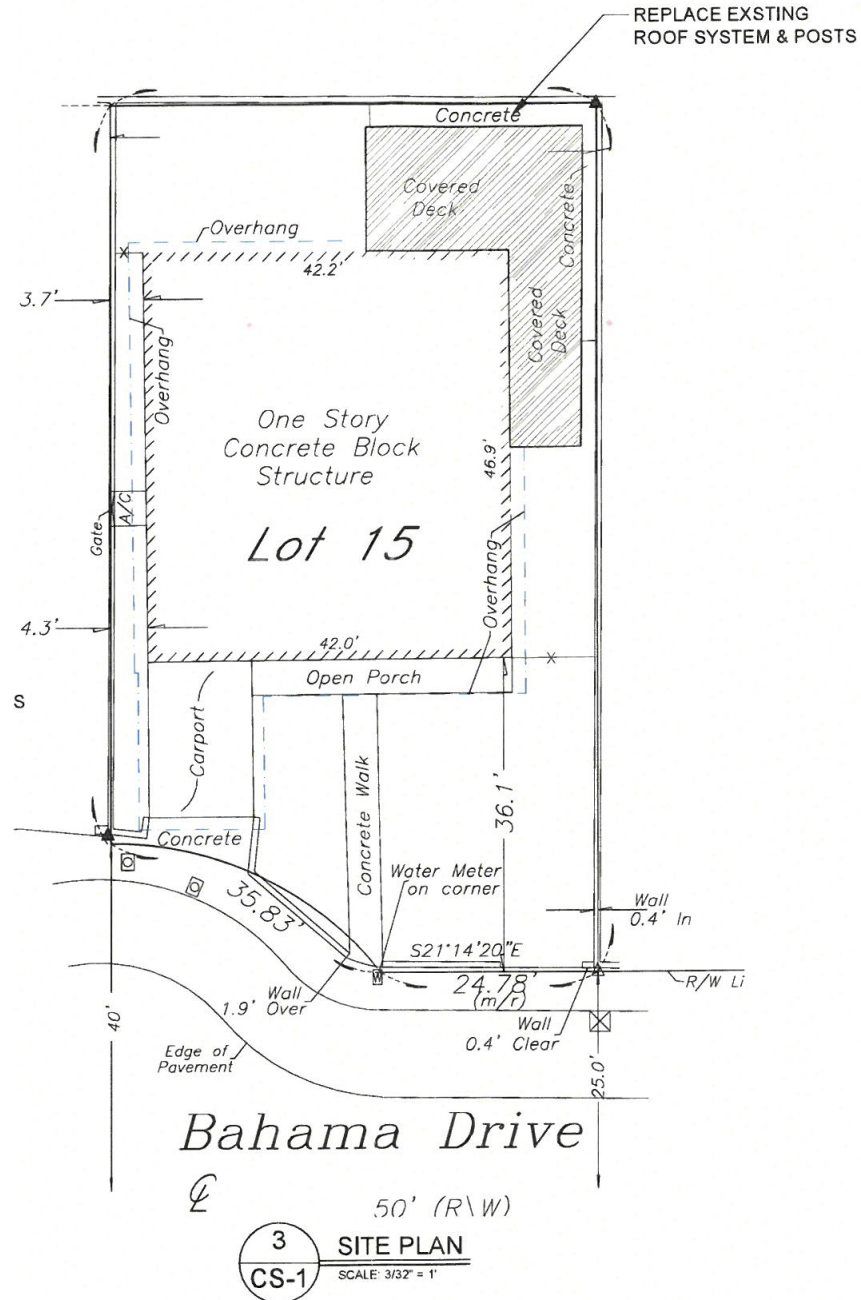 REPLACE EXSTING
ROOF SYSTEM & POSTS
Concrete
Covered
Deck
Concrete
Overhang
42.2'
3.7'
Overhang
Covered
Deck
One Story
Concrete Block
Structure
46.9'
A/C
Gate
Lot 15
Overhang
4.3'
42.0'
Open Porch
S
Carport
Concrete Walk
36.1'
Concrete
Water Meter
on corner
35.83'
Wall
0.4' In
S21°14'20"E
W
24.78'
(m/r)
R/W Li
Wall
Over
1.9'
Wall
0.4' Clear
40'
Edge of
Pavement
25.0'
Bahama Drive
℄
50' (R\W)
3
CS-1
SITE PLAN
SCALE: 3/32" = 1'